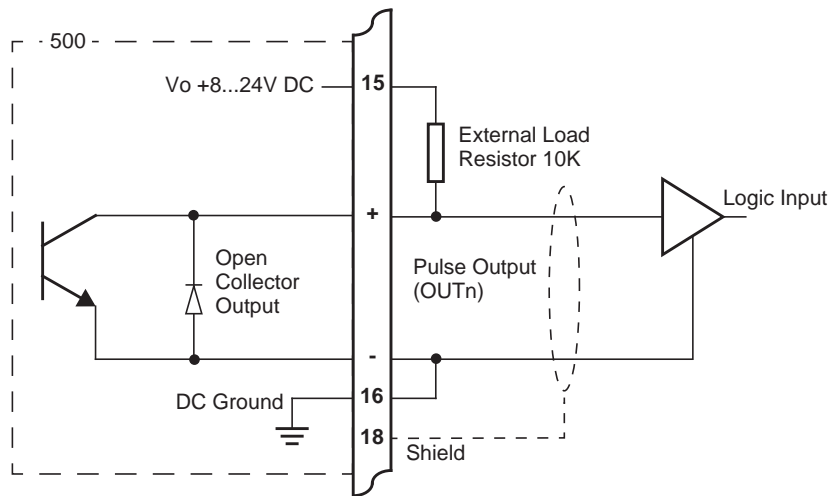 500
Vo +8...24V DC
15
External Load
Resistor 10K
Logic Input
+
Open
Collector
Output
Pulse Output
(OUTn)
-
DC Ground
16
18
Shield